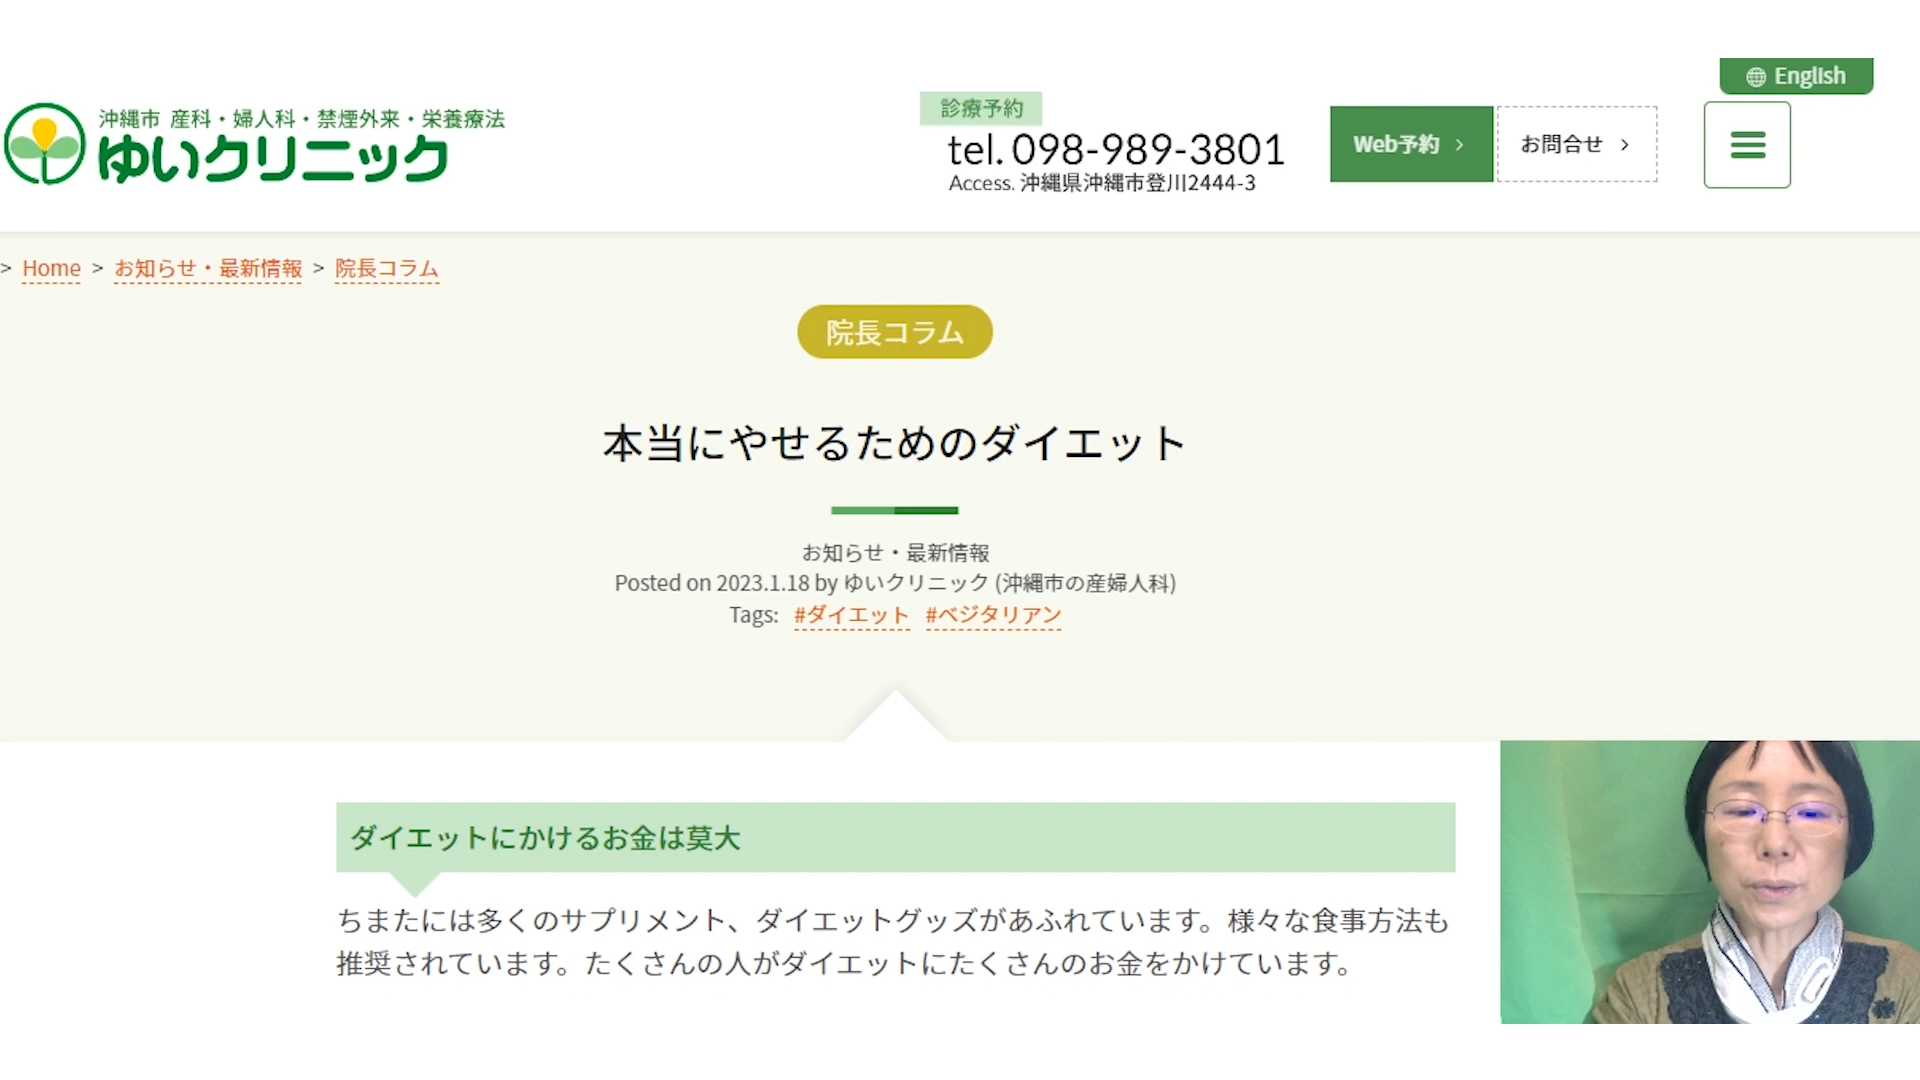 English
沖縄市 産科・婦人科・禁煙外来・栄養療法
ゆいクリニック
診療予約
tel. 098-989-3801
Access. 沖縄県沖縄市登川2444-3
Web予約 >
お問合せ >
> Home > お知らせ・最新情報 > 院長コラム
院長コラム
本当にやせるためのダイエット
お知らせ・最新情報
Posted on 2023.1.18 by ゆいクリニック (沖縄市の産婦人科)
Tags: #ダイエット #ベジタリアン
ダイエットにかけるお金は莫大
ちまたには多くのサプリメント、ダイエットグッズがあふれています。様々な食事方法も
推奨されています。たくさんの人がダイエットにたくさんのお金をかけています。